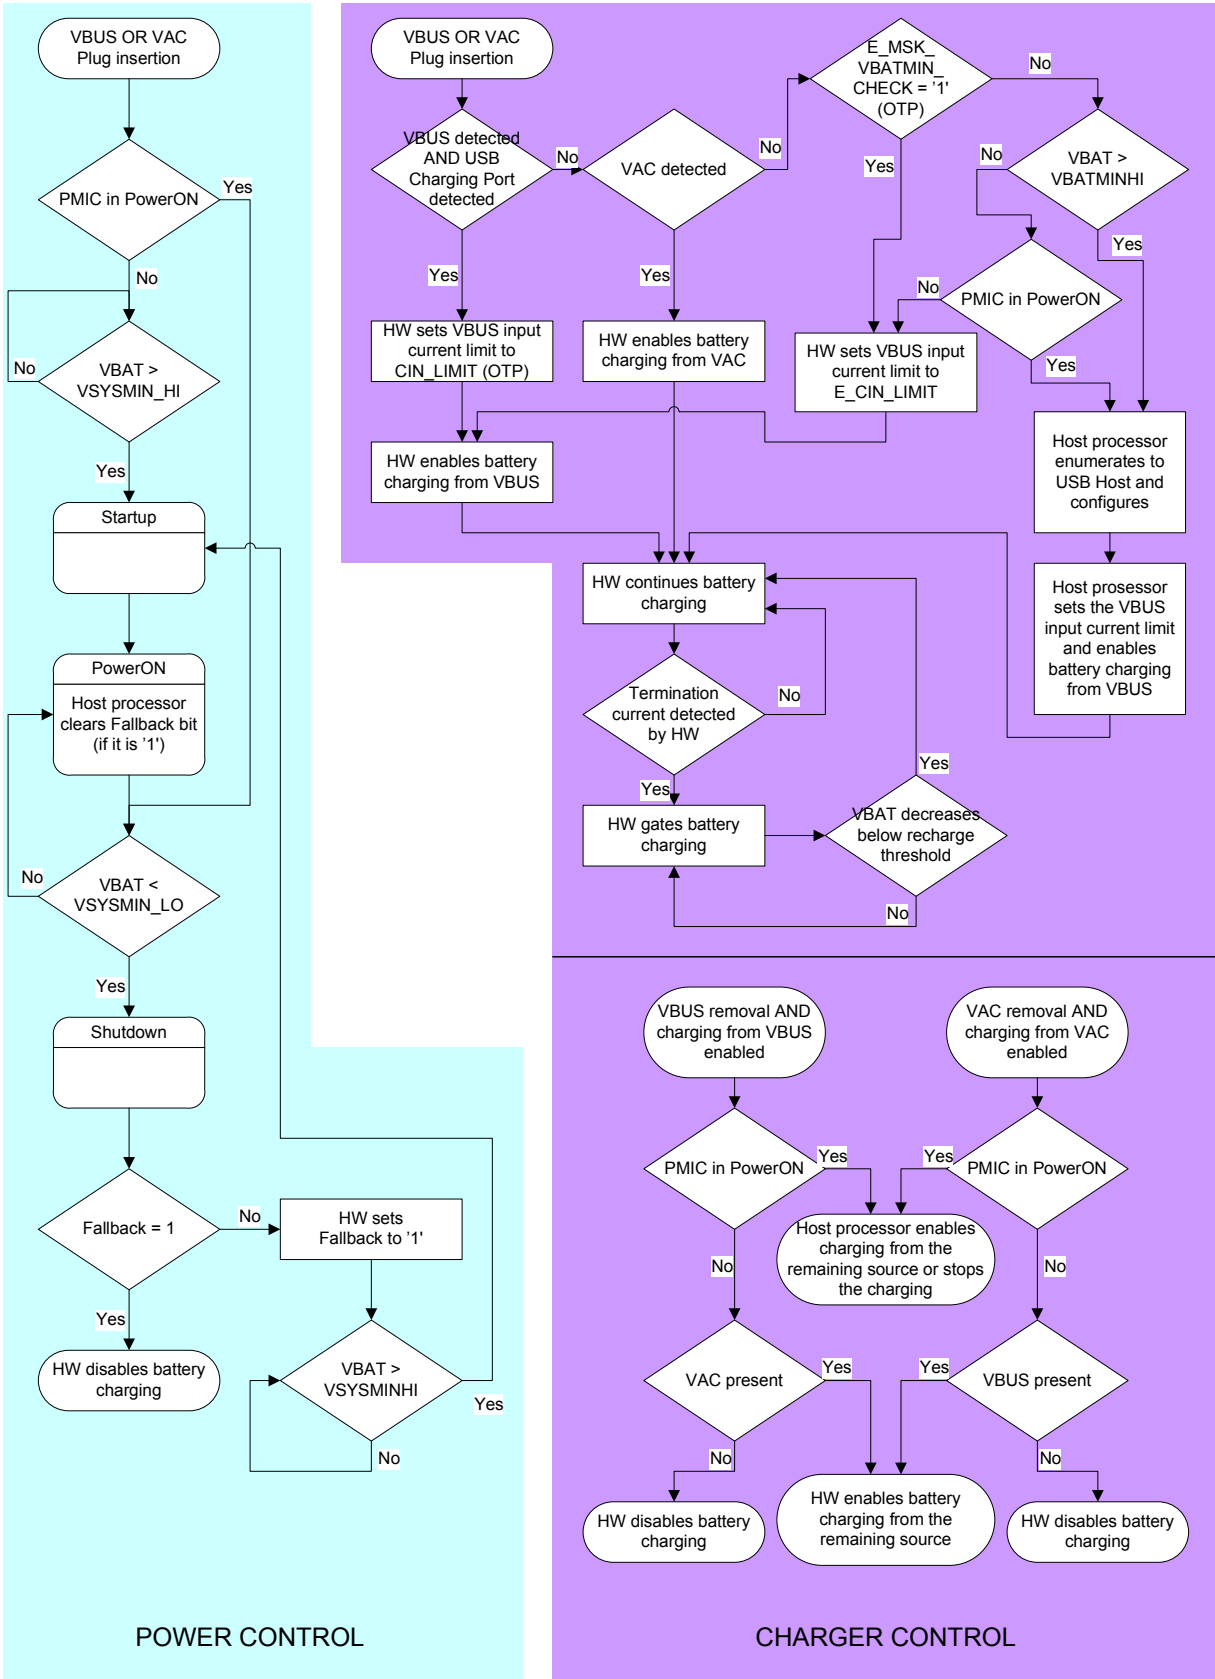 VBUS OR VAC
Plug insertion
PMIC in PowerON
Yes
No
VBAT >
VSYSMIN_HI
No
Yes
Startup
PowerON
Host processor
clears Fallback bit
(if it is '1')
VBAT <
VSYSMIN_LO
No
Yes
Shutdown
Fallback = 1
No
HW sets
Fallback to '1'
Yes
HW disables battery
charging
VBAT >
VSYSMINHI
Yes
No
POWER CONTROL
VBUS OR VAC
Plug insertion
VBUS detected
AND USB
Charging Port
detected
No
Yes
VAC detected
No
Yes
E_MSK_
VBATMIN_
CHECK = '1'
(OTP)
No
Yes
VBAT >
VBATMINHI
No
Yes
PMIC in PowerON
No
Yes
HW sets VBUS input
current limit to
CIN_LIMIT (OTP)
HW enables battery
charging from VAC
HW sets VBUS input
current limit to
E_CIN_LIMIT
HW enables battery
charging from VBUS
Host processor
enumerates to
USB Host and
configures
Host prosessor
sets the VBUS
input current limit
and enables
battery charging
from VBUS
HW continues battery
charging
Termination
current detected
by HW
No
Yes
HW gates battery
charging
VBAT decreases
below recharge
threshold
Yes
No
VBUS removal AND
charging from VBUS
enabled
VAC removal AND
charging from VAC
enabled
PMIC in PowerON
Yes
Yes
PMIC in PowerON
Host processor enables
charging from the
remaining source or stops
the charging
No
No
VAC present
Yes
Yes
VBUS present
No
No
HW disables battery
charging
HW enables battery
charging from the
remaining source
HW disables battery
charging
CHARGER CONTROL